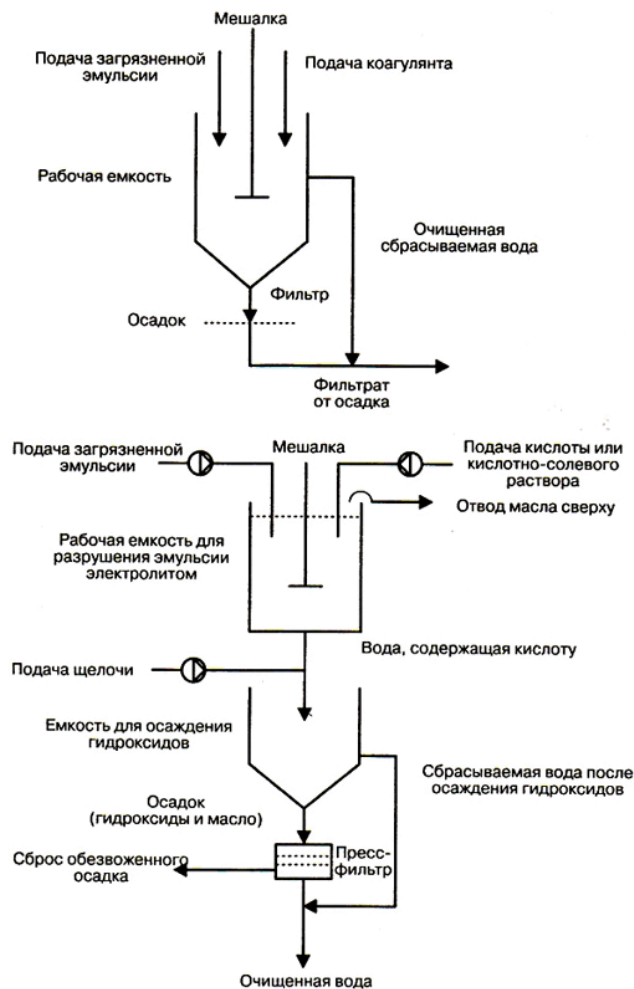 Мешалка
Подача загрязненной
эмульсии
Подача коагулянта
Рабочая емкость
Очищенная
сбрасываемая вода
Фильтр
Осадок
Фильтрат
от осадка
Подача загрязненной
эмульсии
Мешалка
Подача кислоты или
кислотно-солевого
раствора
Отвод масла сверху
Рабочая емкость для
разрушения эмульсии
электролитом
Вода, содержащая кислоту
Подача щелочи
Емкость для осаждения
гидроксидов
Сбрасываемая вода после
осаждения гидроксидов
Осадок
(гидроксиды и масло)
Пресс-
фильтр
Сброс обезвоженного
осадка
Очищенная вода